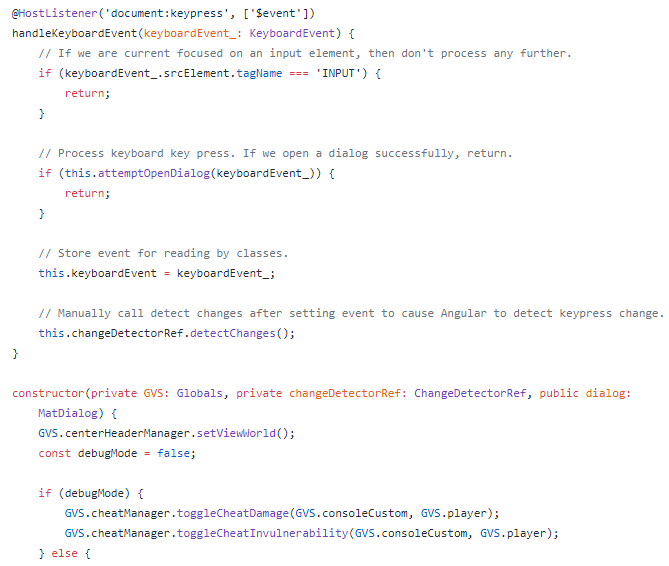 @HostListener('document:keypress', ['$event'])
handleKeyboardEvent(keyboardEvent_: KeyboardEvent) {
    // If we are current focused on an input element, then don't process any further.
    if (keyboardEvent_.srcElement.tagName === 'INPUT') {
        return;
    }

    // Process keyboard key press. If we open a dialog successfully, return.
    if (this.attemptOpenDialog(keyboardEvent_)) {
        return;
    }

    // Store event for reading by classes.
    this.keyboardEvent = keyboardEvent_;

    // Manually call detect changes after setting event to cause Angular to detect keypress change.
    this.changeDetectorRef.detectChanges();
}

constructor(private GVS: Globals, private changeDetectorRef: ChangeDetectorRef, public dialog:
    MatDialog) {
    GVS.centerHeaderManager.setViewWorld();
    const debugMode = false;

    if (debugMode) {
        GVS.cheatManager.toggleCheatDamage(GVS.consoleCustom, GVS.player);
        GVS.cheatManager.toggleCheatInvulnerability(GVS.consoleCustom, GVS.player);
    } else {